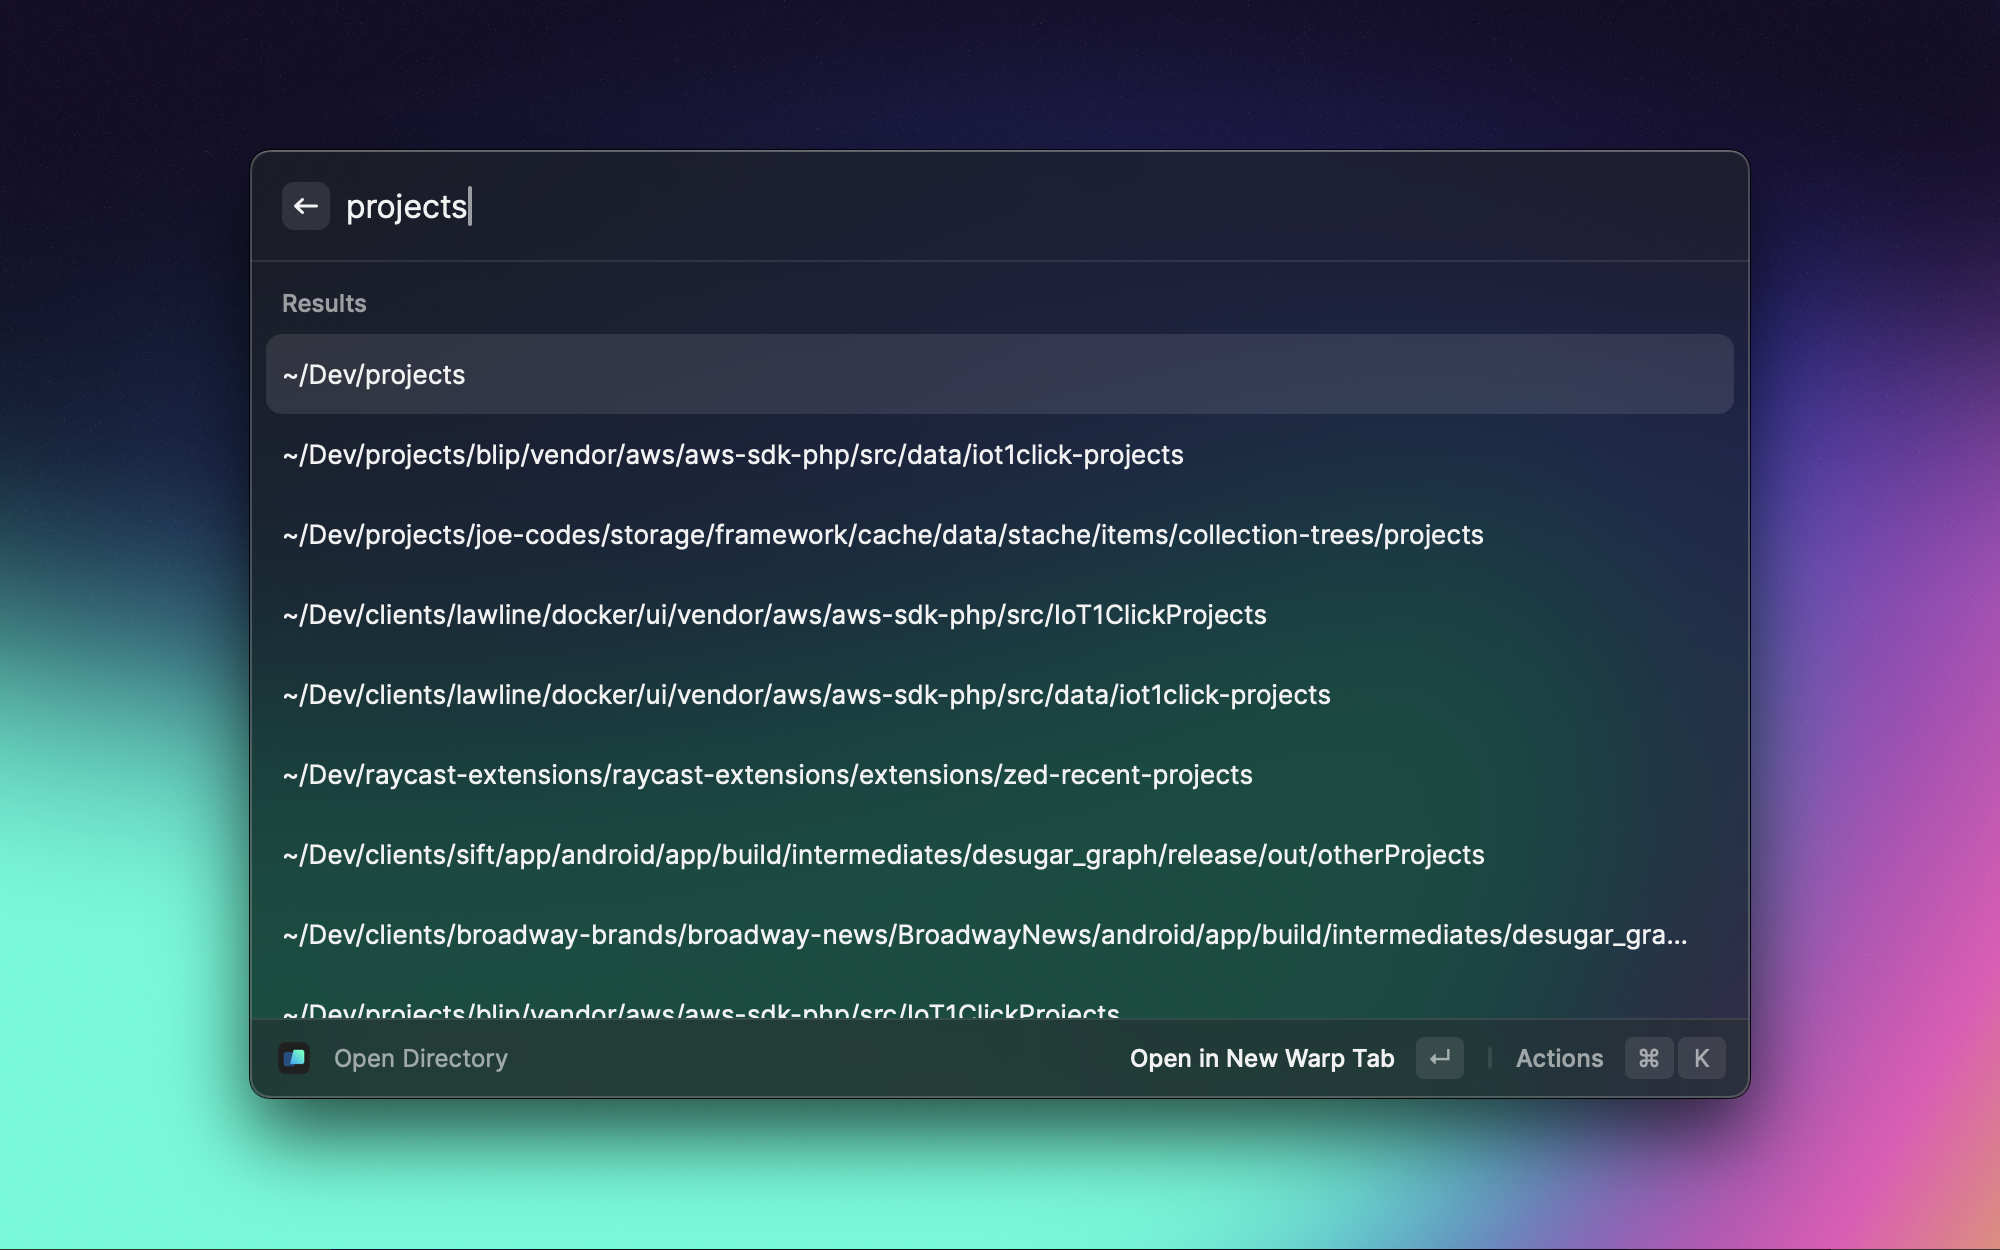 projects
Results
~/Dev/projects
~/Dev/projects/blip/vendor/aws/aws-sdk-php/src/data/iot1click-projects
~/Dev/projects/joe-codes/storage/framework/cache/data/stache/items/collection-trees/projects
~/Dev/clients/lawline/docker/ui/vendor/aws/aws-sdk-php/src/IoT1ClickProjects
~/Dev/clients/lawline/docker/ui/vendor/aws/aws-sdk-php/src/data/iot1click-projects
~/Dev/raycast-extensions/raycast-extensions/extensions/zed-recent-projects
~/Dev/clients/sift/app/android/app/build/intermediates/desugar_graph/release/out/otherProjects
~/Dev/clients/broadway-brands/broadway-news/BroadwayNews/android/app/build/intermediates/desugar_gra...
~/Dev/projects/blip/vendor/aws/aws-sdk-php/src/IoT1ClickProjects
Open Directory Open in New Warp Tab ↵ Actions ⌘ K